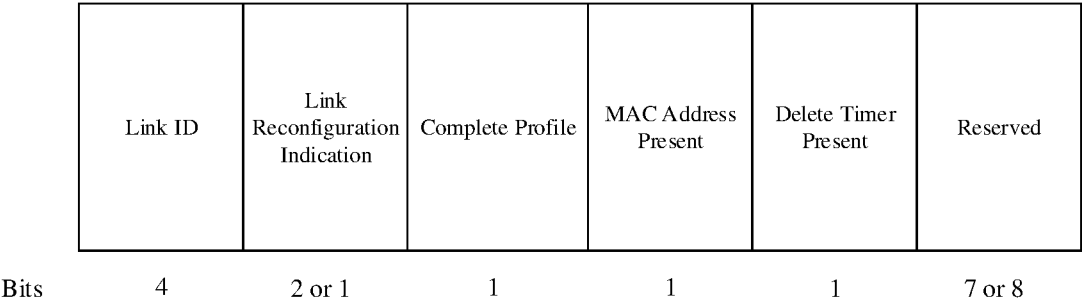 Link ID
Link
Reconfiguration
Indication
Complete Profile
MAC Address
Present
Delete Timer
Present
Reserved
Bits 4 2 or 1 1 1 1 7 or 8